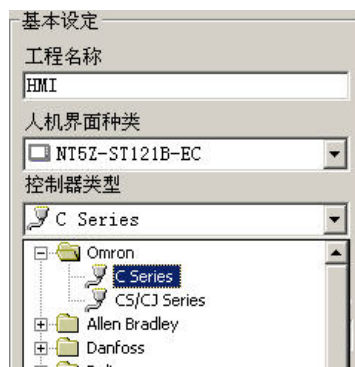 基本设定
工程名称
HMI
人机界面种类
NT5Z-ST121B-EC
控制器类型
C Series
Omron
C Series
CS/CJ Series
Allen Bradley
Danfoss